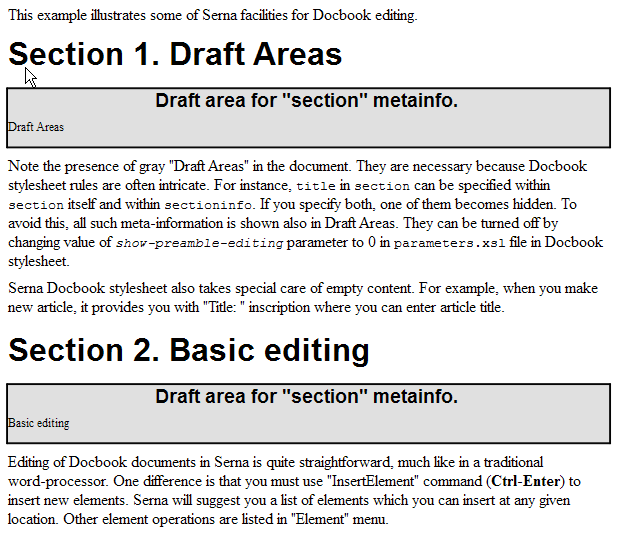 This example illustrates some of Serna facilities for Docbook editing.
Section 1. Draft Areas
Draft area for "section" metainfo.
Draft Areas
Note the presence of gray "Draft Areas" in the document. They are necessary because Docbook
stylesheet rules are often intricate. For instance, title in section can be specified within
section itself and within sectioninfo. If you specify both, one of them becomes hidden. To
avoid this, all such meta-information is shown also in Draft Areas. They can be turned off by
changing value of show-preamble-editing parameter to 0 in parameters.xsl file in Docbook
stylesheet.
Serna Docbook stylesheet also takes special care of empty content. For example, when you make
new article, it provides you with "Title: " inscription where you can enter article title.
Section 2. Basic editing
Draft area for "section" metainfo.
Basic editing
Editing of Docbook documents in Serna is quite straightforward, much like in a traditional
word-processor. One difference is that you must use "InsertElement" command (Ctrl-Enter) to
insert new elements. Serna will suggest you a list of elements which you can insert at any given
location. Other element operations are listed in "Element" menu.